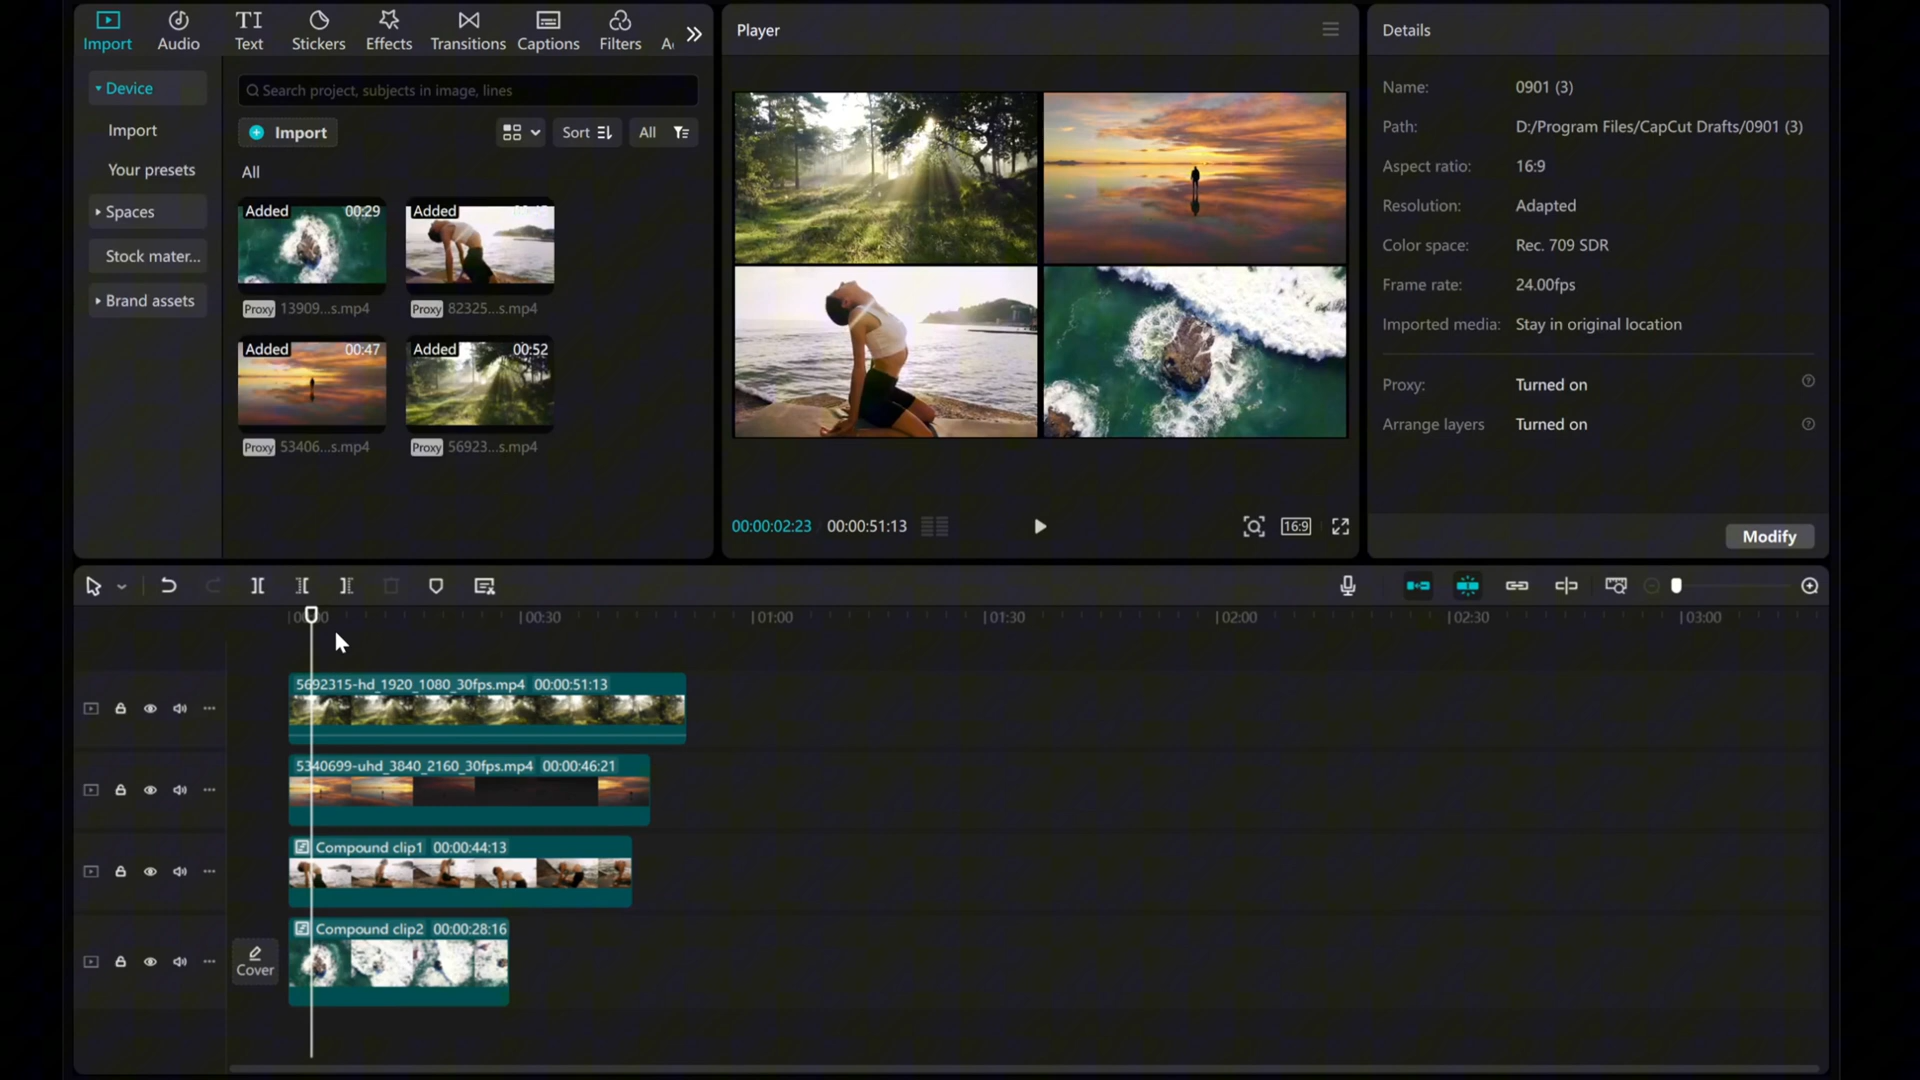 Import
Audio
Text
Stickers
Effects
Transitions
Captions
Filters
Device
Import
Your presets
Spaces
Stock mater...
Brand assets
Search project, subjects in image, lines
Import
Sort
All
All
Added 00:29
Added
Proxy 13909...s.mp4
Proxy 82325...s.mp4
Added 00:47
Added 00:52
Proxy 53406...s.mp4
Proxy 56923...s.mp4
Player
00:00:02:23 00:00:51:13
16:9
Details
Name: 0901 (3)
Path: D:/Program Files/CapCut Drafts/0901 (3)
Aspect ratio: 16:9
Resolution: Adapted
Color space: Rec. 709 SDR
Frame rate: 24.00fps
Imported media: Stay in original location
Proxy: Turned on
Arrange layers Turned on
Modify
00:30 01:00 01:30 02:00 02:30 03:00
5692315-hd_1920_1080_30fps.mp4 00:00:51:13
5340699-uhd_3840_2160_30fps.mp4 00:00:46:21
Compound clip1 00:00:44:13
Compound clip2 00:00:28:16
Cover